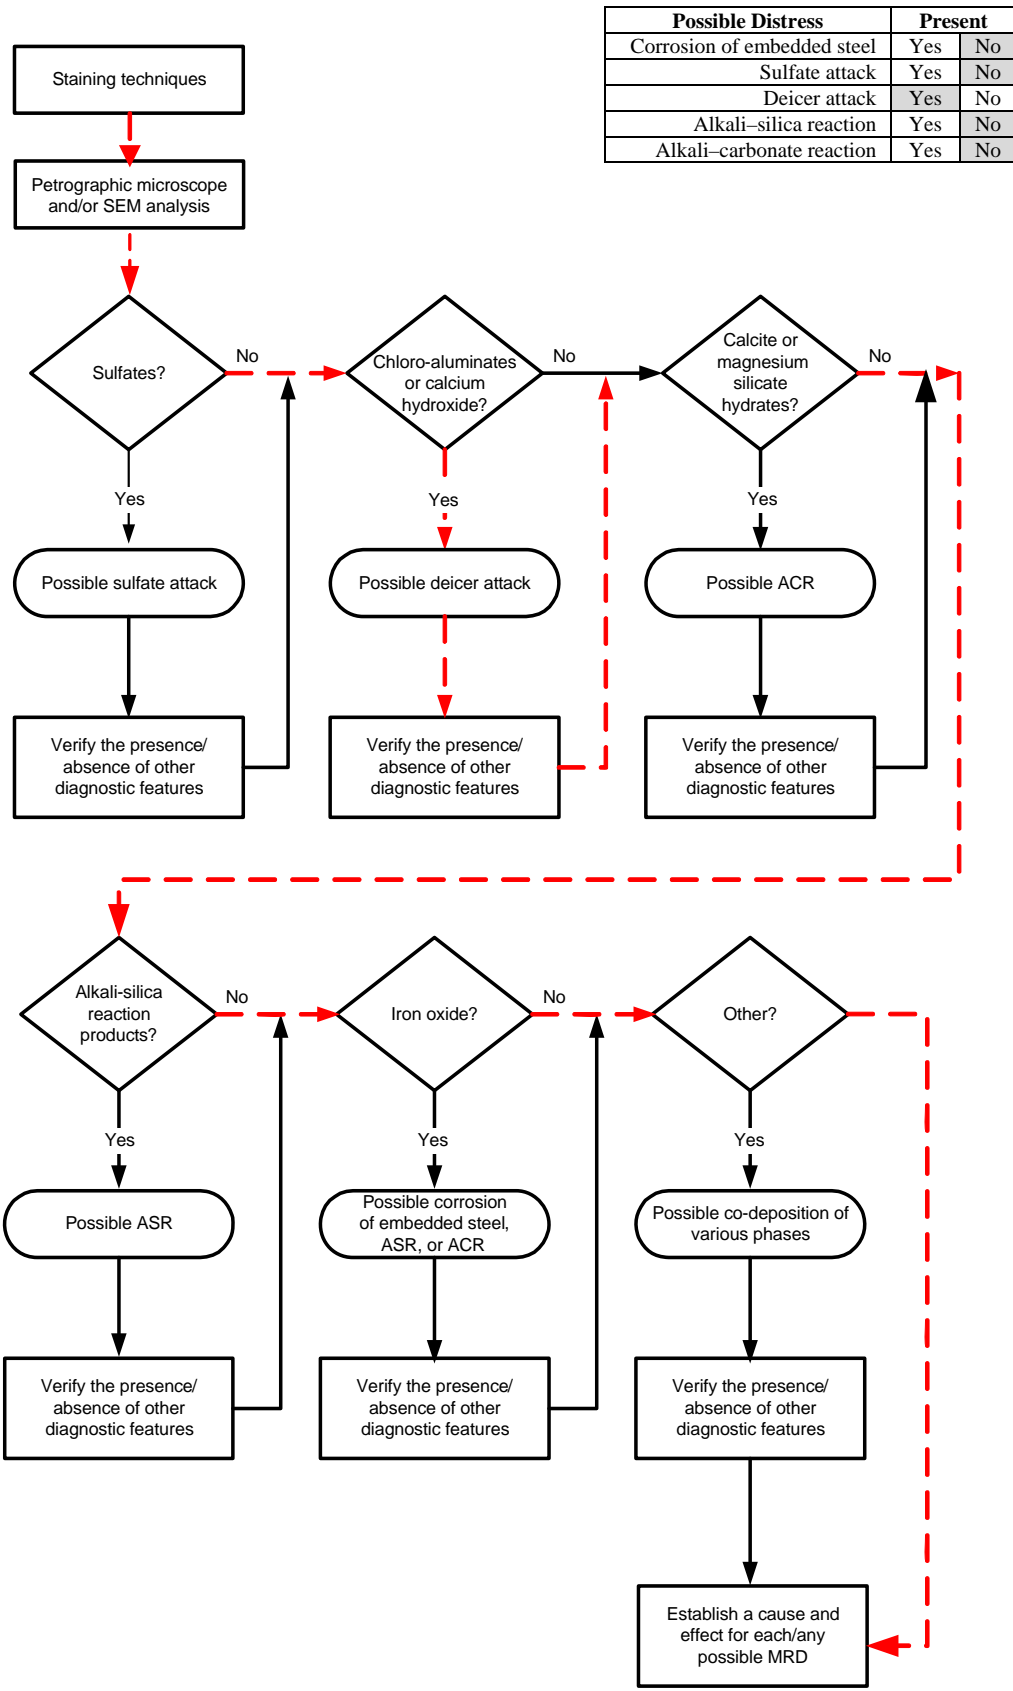 Possible Distress Present
Corrosion of embedded steel Yes No
Sulfate attack Yes No
Deicer attack Yes No
Alkali–silica reaction Yes No
Alkali–carbonate reaction Yes No
Staining techniques
Petrographic microscope
and/or SEM analysis
Sulfates?
No
Yes
Possible sulfate attack
Verify the presence/
absence of other
diagnostic features
Chloro-aluminates
or calcium
hydroxide?
No
Yes
Possible deicer attack
Verify the presence/
absence of other
diagnostic features
Calcite or
magnesium
silicate
hydrates?
No
Yes
Possible ACR
Verify the presence/
absence of other
diagnostic features
Alkali-silica
reaction
products?
No
Yes
Possible ASR
Verify the presence/
absence of other
diagnostic features
Iron oxide?
No
Yes
Possible corrosion
of embedded steel,
ASR, or ACR
Verify the presence/
absence of other
diagnostic features
Other?
Yes
Possible co-deposition of
various phases
Verify the presence/
absence of other
diagnostic features
Establish a cause and
effect for each/any
possible MRD